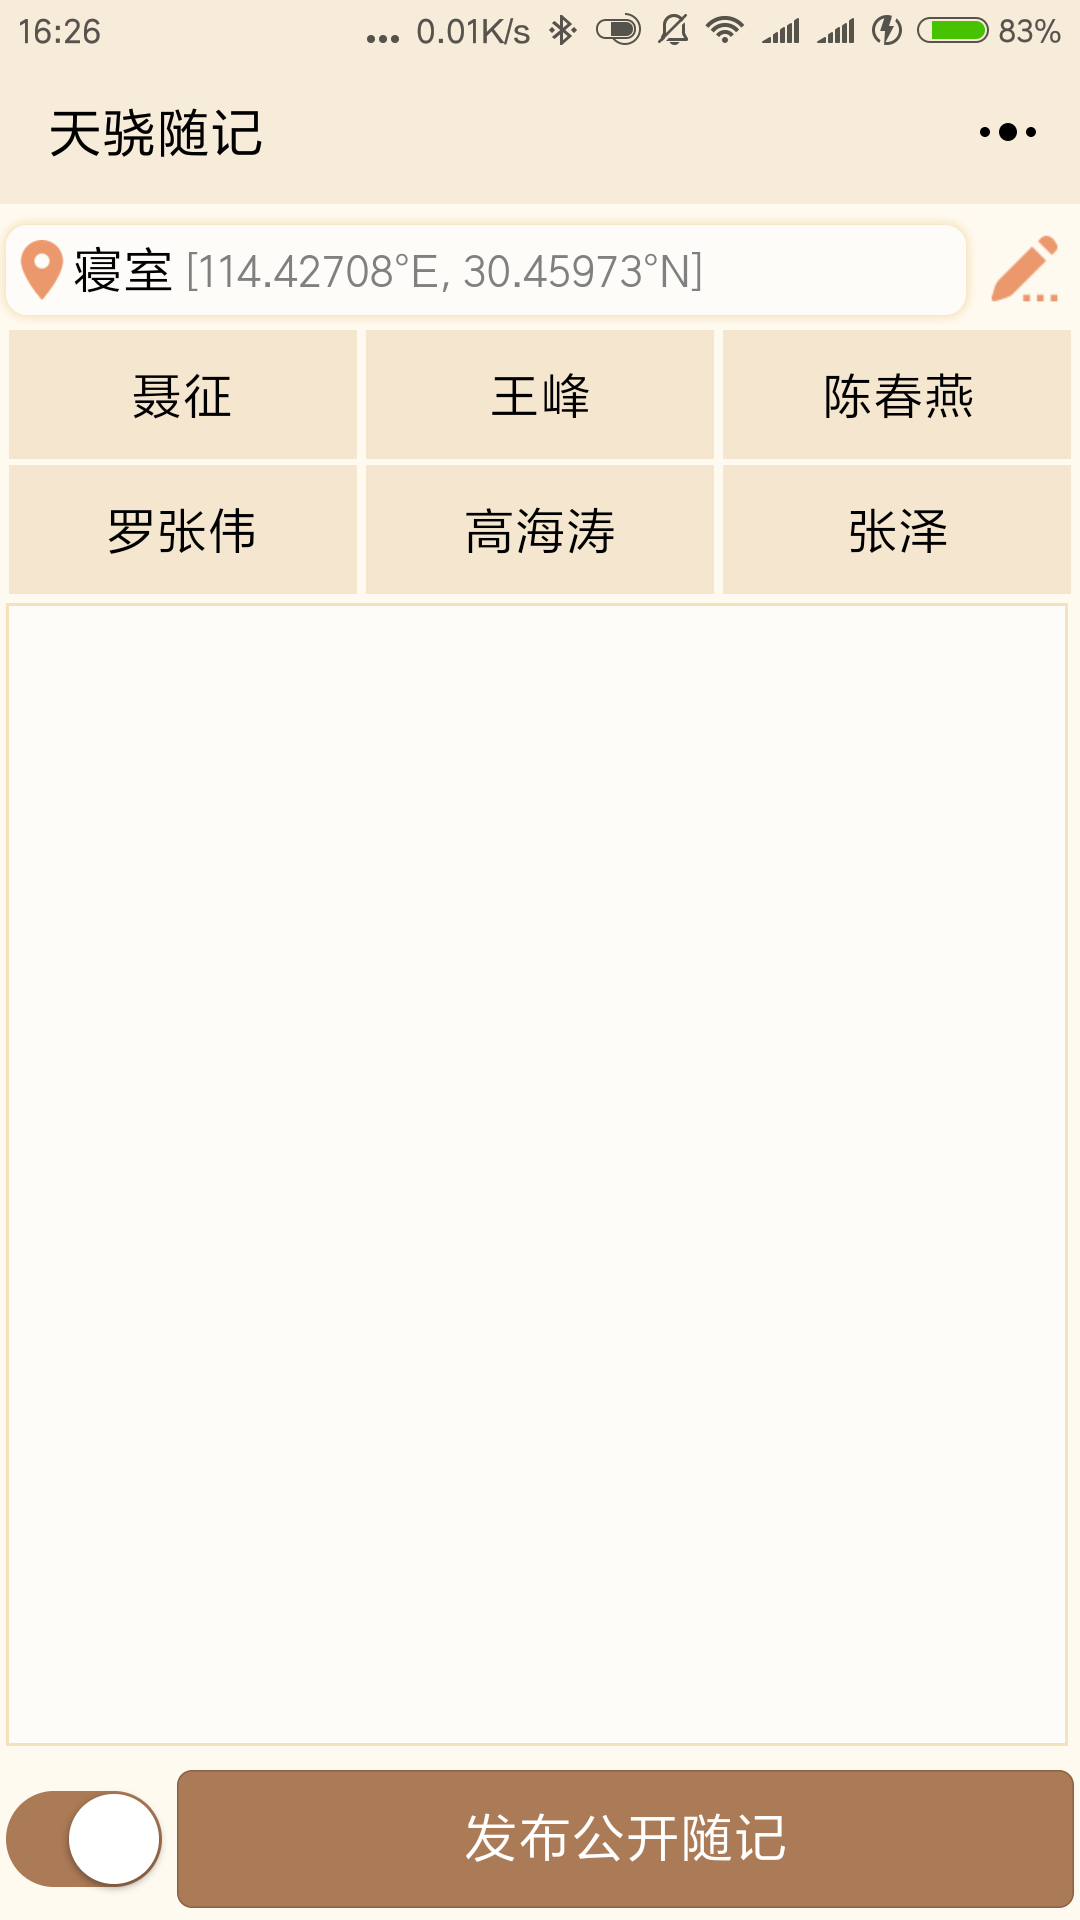 16:26 ... 0.01K/s 83%
天骁随记
寝室 [114.42708°E, 30.45973°N]
聂征 王峰 陈春燕
罗张伟 高海涛 张泽
发布公开随记